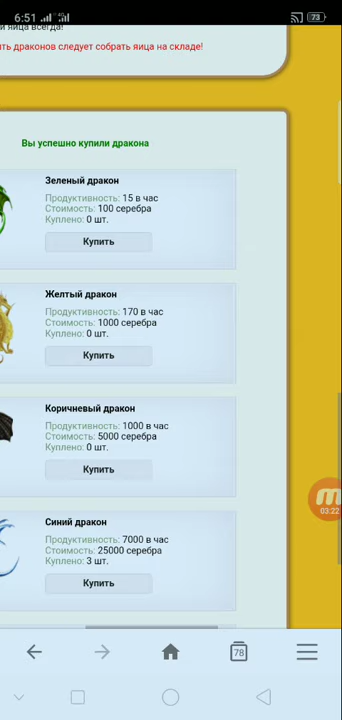 6:51
73
и яйца всегда!
ть драконов следует собрать яица на складе!
Вы успешно купили дракона
Зеленый дракон
Продуктивность: 15 в час
Стоимость: 100 серебра
Куплено: 0 шт.
Купить
Желтый дракон
Продуктивность: 170 в час
Стоимость: 1000 серебра
Куплено: 0 шт.
Купить
Коричневый дракон
Продуктивность: 1000 в час
Стоимость: 5000 серебра
Куплено: 0 шт.
Купить
03:22
Синий дракон
Продуктивность: 7000 в час
Стоимость: 25000 серебра
Куплено: 3 шт.
Купить
78